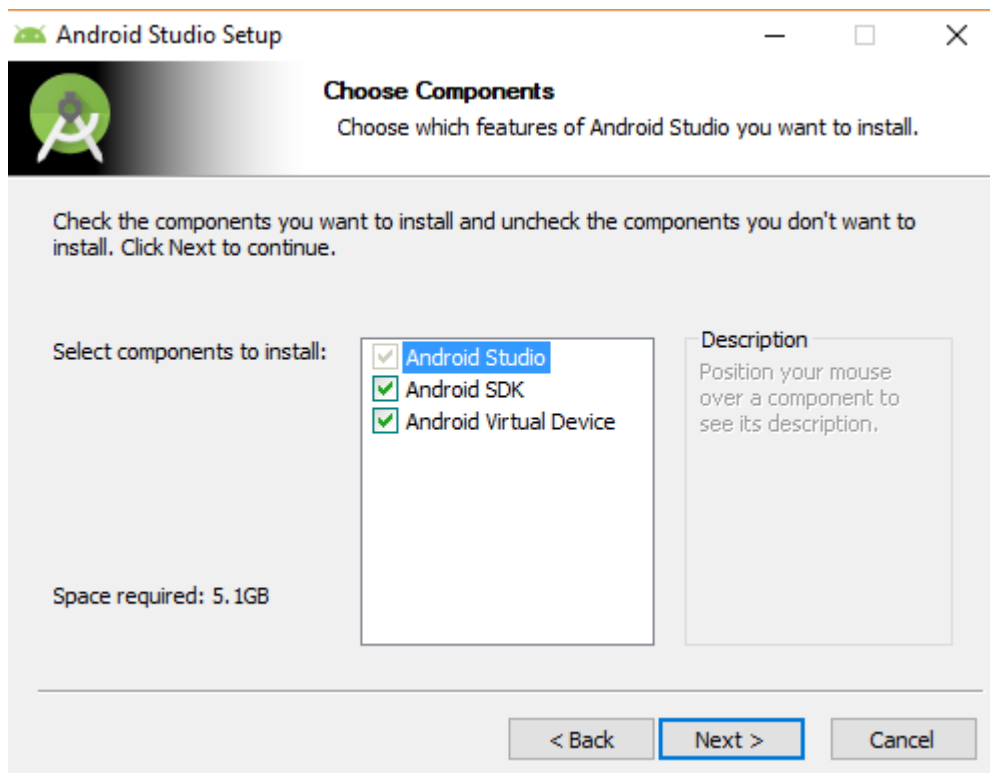 Android Studio Setup
Choose Components
Choose which features of Android Studio you want to install.
Check the components you want to install and uncheck the components you don't want to
install. Click Next to continue.
Select components to install:
Android Studio
Android SDK
Android Virtual Device
Description
Position your mouse
over a component to
see its description.
Space required: 5.1GB
< Back
Next >
Cancel